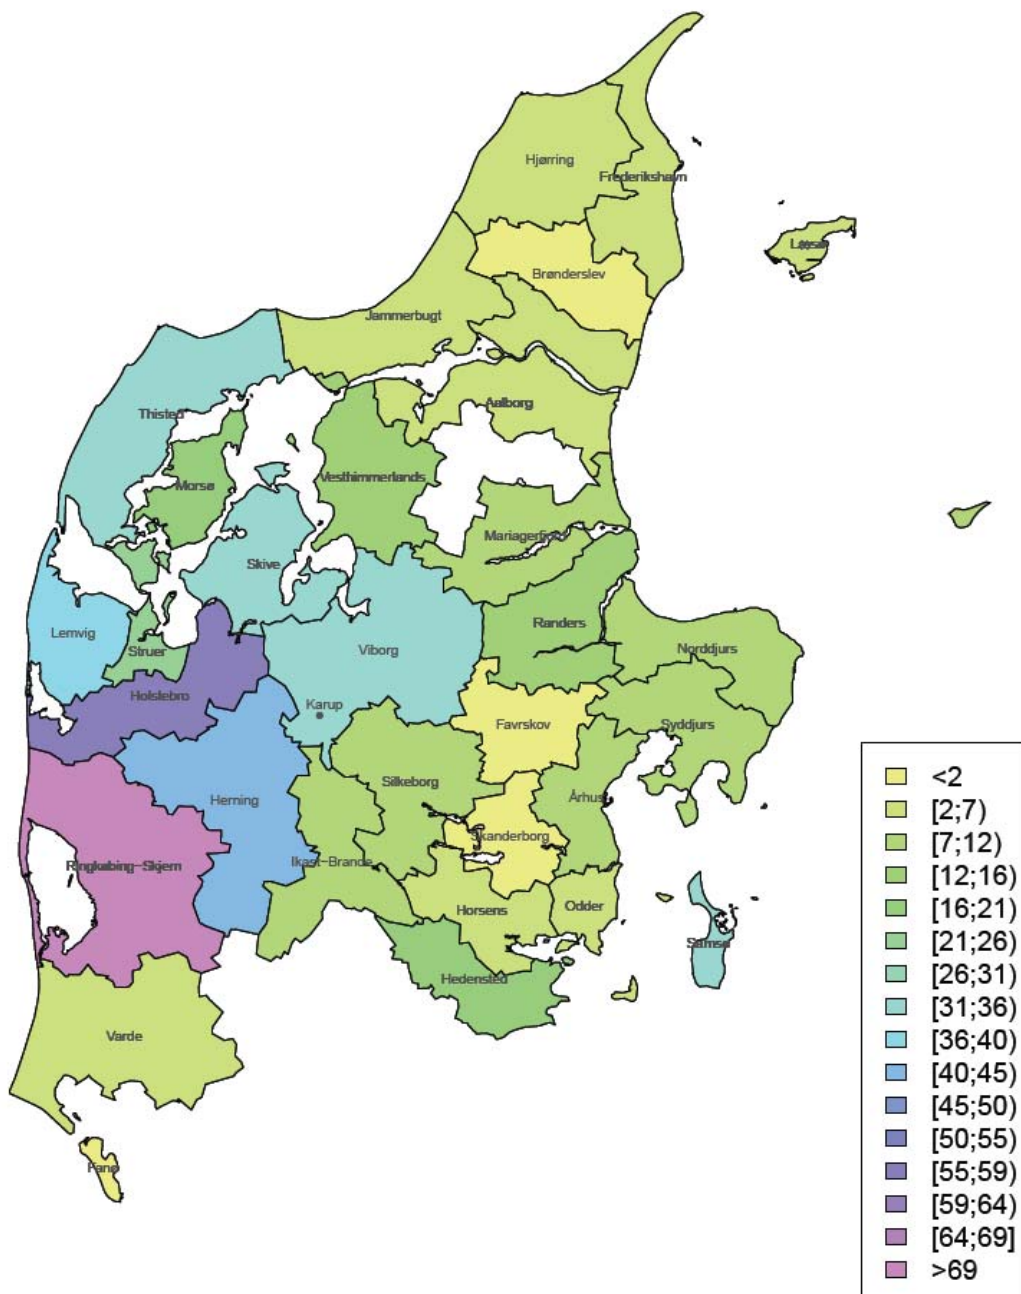 Hjørring
Frederikshavn
Læsø
Brønderslev
Jammerbugt
Aalborg
Thisted
Vesthimmerlands
Morsø
Mariagerfjord
Skive
Randers
Lemvig
Viborg
Norddjurs
Struer
Holstebro
Karup
Favrskov
Syddjurs
Silkeborg
Århus
Herning
Skanderborg
Ringkøbing-Skjern
Ikast-Brande
Horsens
Odder
Samsø
Hedensted
Varde
Fanø
<2
[2;7)
[7;12)
[12;16)
[16;21)
[21;26)
[26;31)
[31;36)
[36;40)
[40;45)
[45;50)
[50;55)
[55;59)
[59;64)
[64;69]
>69